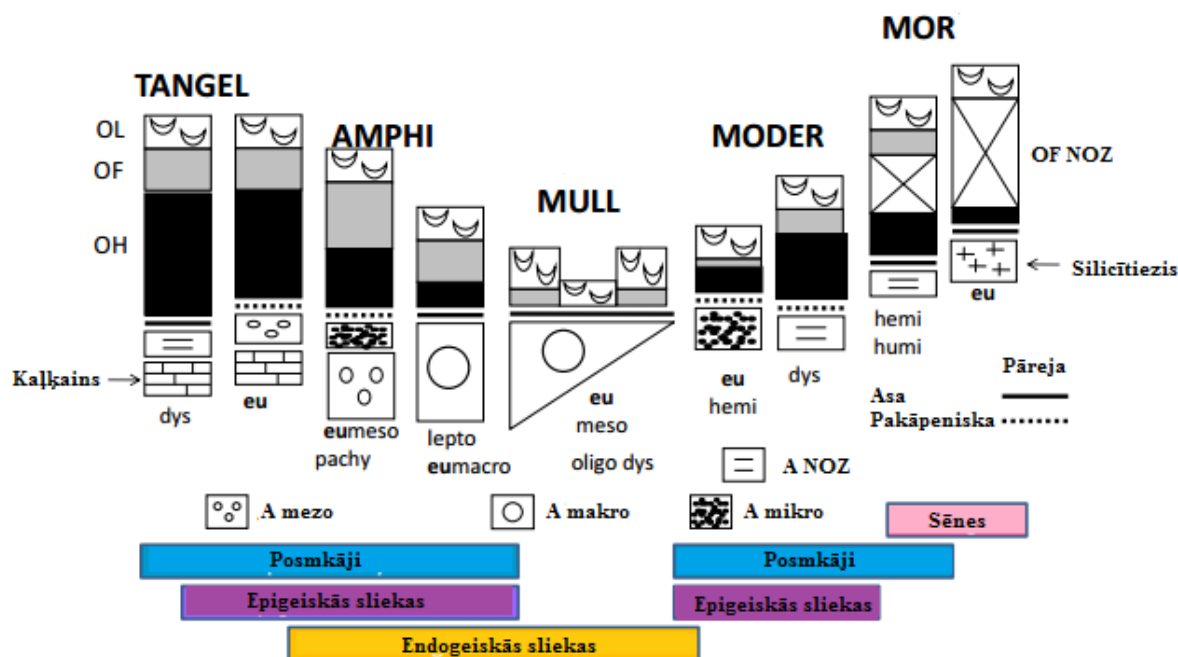 MOR
TANGEL
OL
AMPHI
MODER
OF
OF NOZ
MULL
OH
Silicītiezis
eu
hemi
humi
Kaļķains
dys
eu
eu
hemi
dys
Pāreja
Asa
Pakāpeniska
eumeso
pachy
lepto
eumacro
eu
meso
oligo dys
A NOZ
A mezo
A makro
A mikro
Sēnes
Posmkāji
Posmkāji
Epigeiskās sliekas
Epigeiskās sliekas
Endogeiskās sliekas